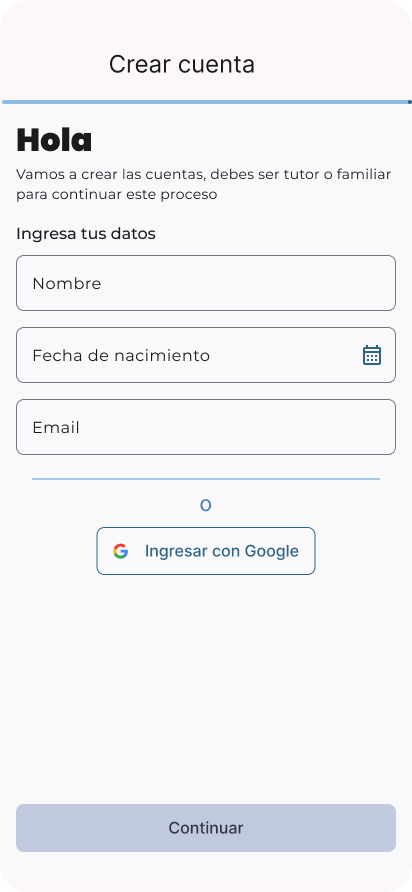 Crear cuenta
Hola
Vamos a crear las cuentas, debes ser tutor o familiar
para continuar este proceso
Ingresa tus datos
Nombre
Fecha de nacimiento
Email
O
Ingresar con Google
Continuar